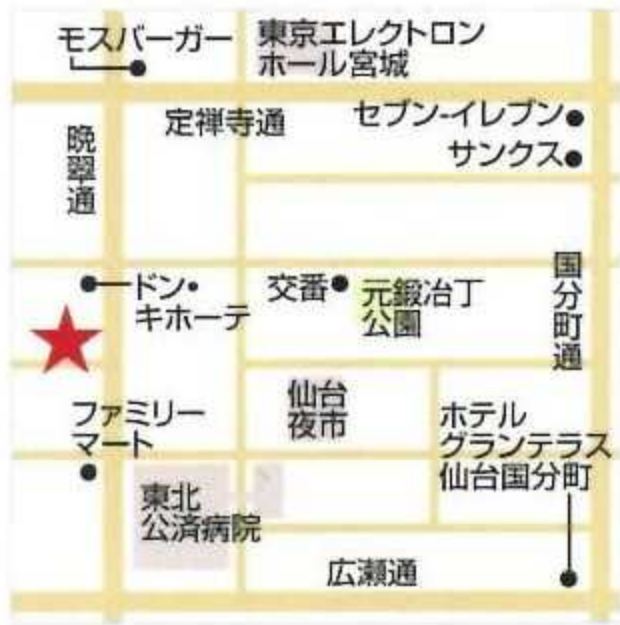 モスバーガー
東京エレクトロン
ホール宮城
定禅寺通
セブン-イレブン
サンクス
晩翠通
ドン・
キホーテ
交番
元鍛冶丁
公園
国分町通
ファミリー
マート
仙台
夜市
ホテル
グランテラス
仙台国分町
東北
公済病院
広瀬通